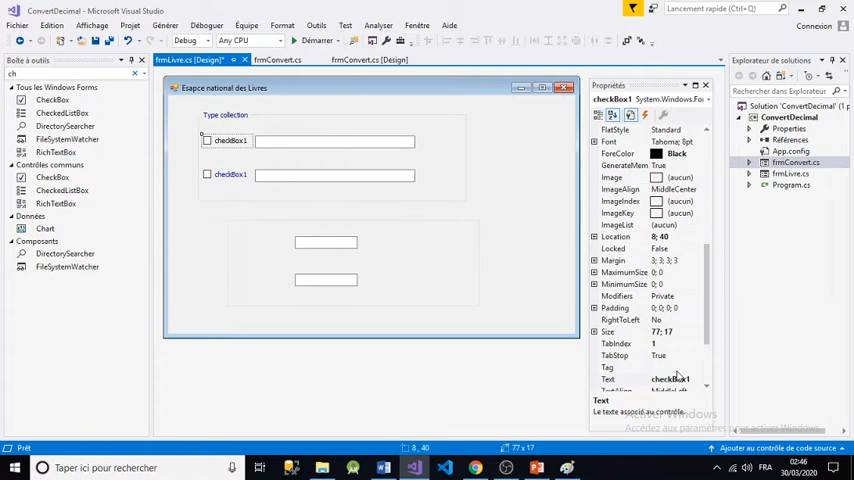 ConvertDecimal - Microsoft Visual Studio
Lancement rapide (Ctrl+Q)
Fichier Edition Affichage Projet Générer Déboguer Équipe Format Outils Test Analyser Fenêtre Aide
Connexion
Debug Any CPU Démarrer
Boîte à outils
frmLivre.cs [Design]* frmConvert.cs frmConvert.cs [Design]
Explorateur de solutions
ch
Tous les Windows Forms
CheckBox
CheckedListBox
DirectorySearcher
FileSystemWatcher
RichTextBox
Contrôles communs
CheckBox
CheckedListBox
RichTextBox
Données
Chart
Composants
DirectorySearcher
FileSystemWatcher
Esapce national des Livres
Type collection
checkBox1
checkBox1
Propriétés
checkBox1 System.Windows.Fo
FlatStyle Standard
Font Tahoma; 8pt
ForeColor Black
GenerateMem True
Image (aucun)
ImageAlign MiddleCenter
ImageIndex (aucun)
ImageKey (aucun)
ImageList (aucun)
Location 8; 40
Locked False
Margin 3; 3; 3; 3
MaximumSize 0; 0
MinimumSize 0; 0
Modifiers Private
Padding 0; 0; 0; 0
RightToLeft No
Size 77; 17
TabIndex 1
TabStop True
Tag
Text checkBox1
TextAlign MiddleLeft
Text
Le texte associé au contrôle.
Solution 'ConvertDecimal' (1 projet)
ConvertDecimal
Properties
Références
App.config
frmConvert.cs
frmLivre.cs
Program.cs
Activer Windows
Accédez aux paramètres pour activer Windows.
Prêt
8 , 40
77 x 17
Ajouter au contrôle de code source
Taper ici pour rechercher
FRA
02:46
30/03/2020